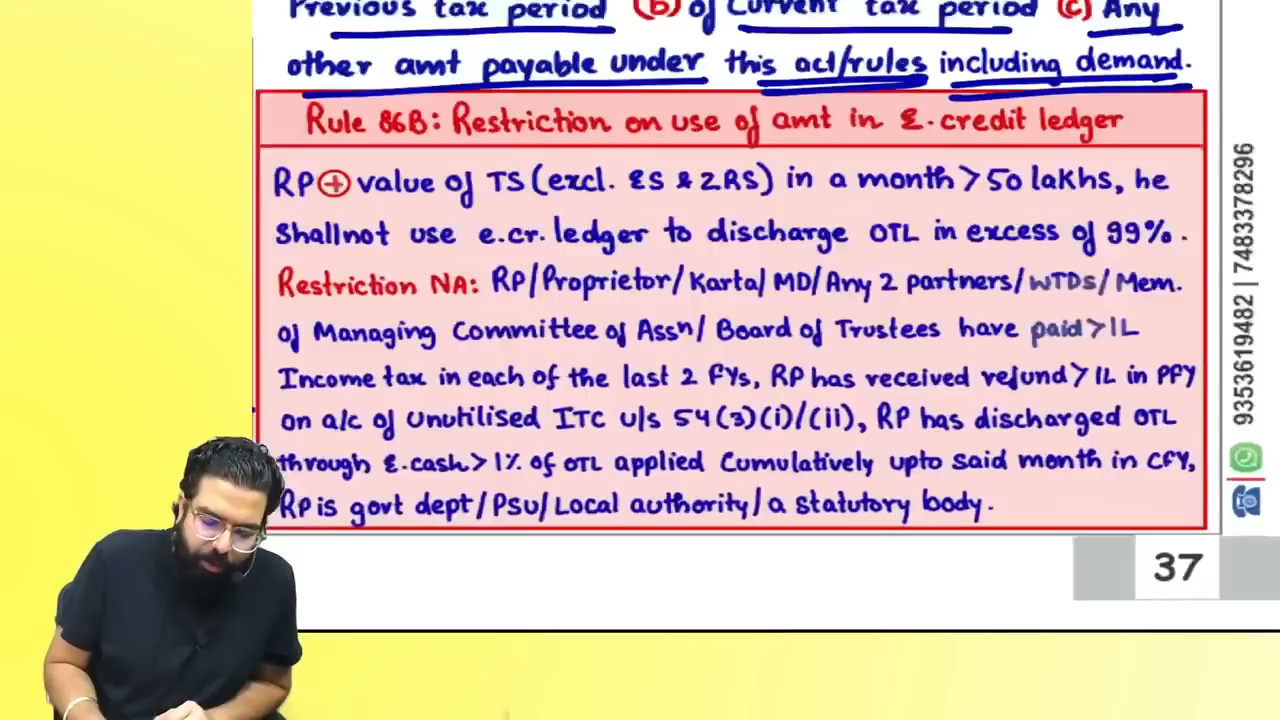 Previous tax period (b) of Current tax period (c) Any
other amt payable under this act/rules including demand.
Rule 86B: Restriction on use of amt in E.credit ledger
RP + value of TS (excl. ES & ZRS) in a month > 50 lakhs, he
shall not use e.cr. ledger to discharge OTL in excess of 99%.
Restriction NA: RP/Proprietor/Karta/MD/Any 2 partners/WTDs/Mem.
of Managing Committee of Assn/Board of Trustees have paid > 1L
Income tax in each of the last 2 FYs, RP has received refund > 1L in PFY
on a/c of unutilised ITC u/s 54(3)(i)/(ii), RP has discharged OTL
through E.cash > 1% of OTL applied Cumulatively upto said month in CFY,
RP is govt dept/PSU/Local authority/a statutory body.
37
9353619482 | 7483378296